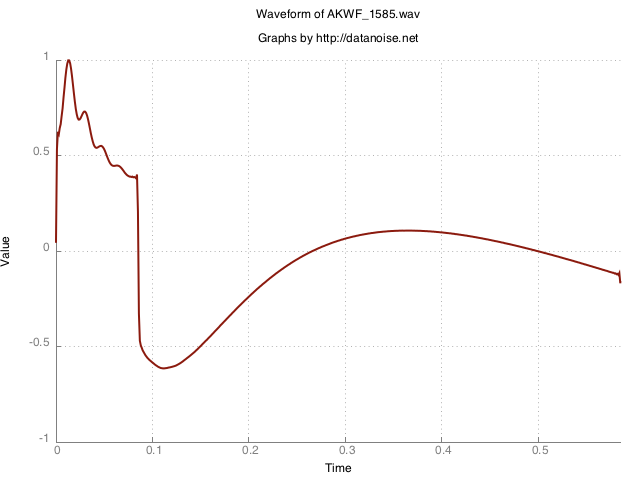 Waveform of AKWF_1585.wav
Graphs by http://datanoise.net
1
0.5
0
-0.5
-1
Value
0 0.1 0.2 0.3 0.4 0.5
Time